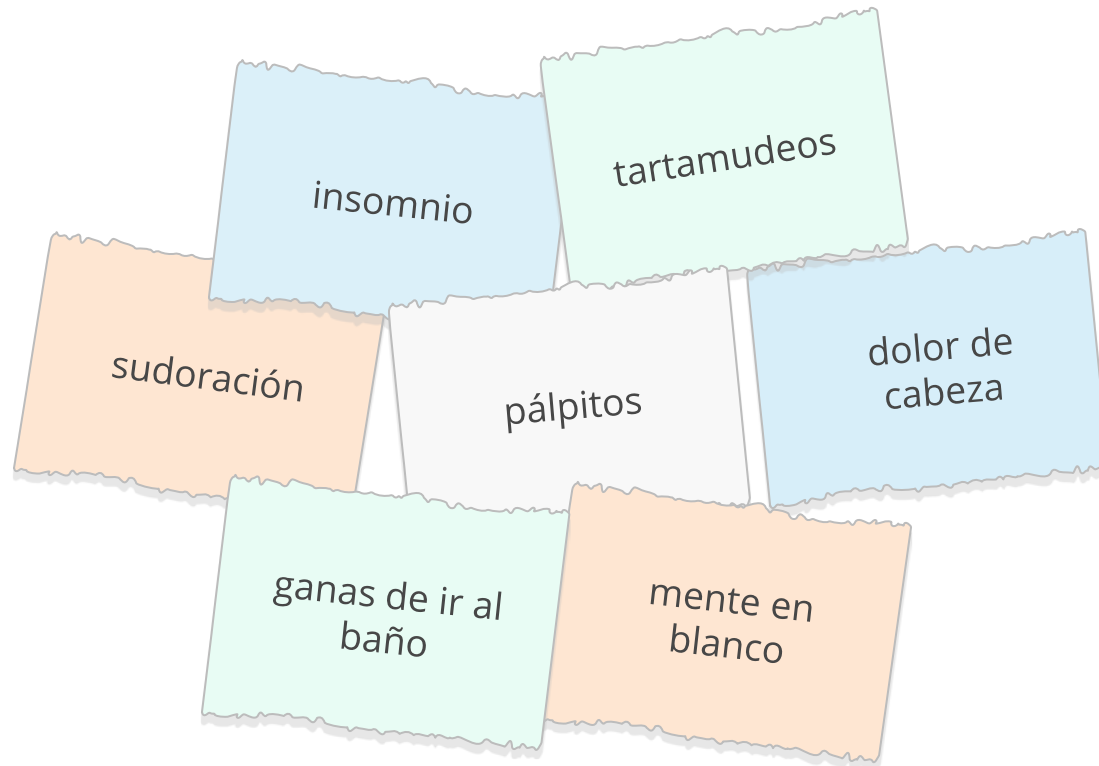 insomnio
tartamudeos
sudoración
pálpitos
dolor de
cabeza
ganas de ir al
baño
mente en
blanco